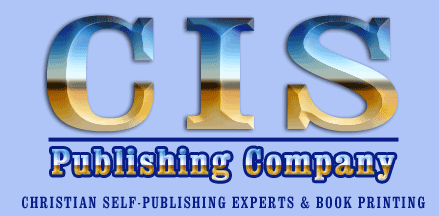 CIS
Publishing Company
CHRISTIAN SELF-PUBLISHING EXPERTS & BOOK PRINTING